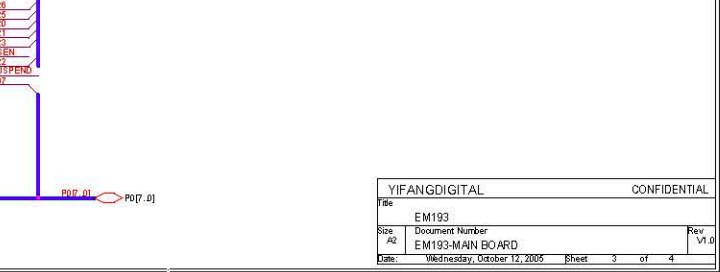 SEN
P0[7..0]
P0[7..0]
YIFANGDIGITAL CONFIDENTIAL
Title
EM193
Size Document Number Rev
A2 EM193-MAIN BOARD V1.0
Date: Wednesday, October 12, 2005 Sheet 3 of 4